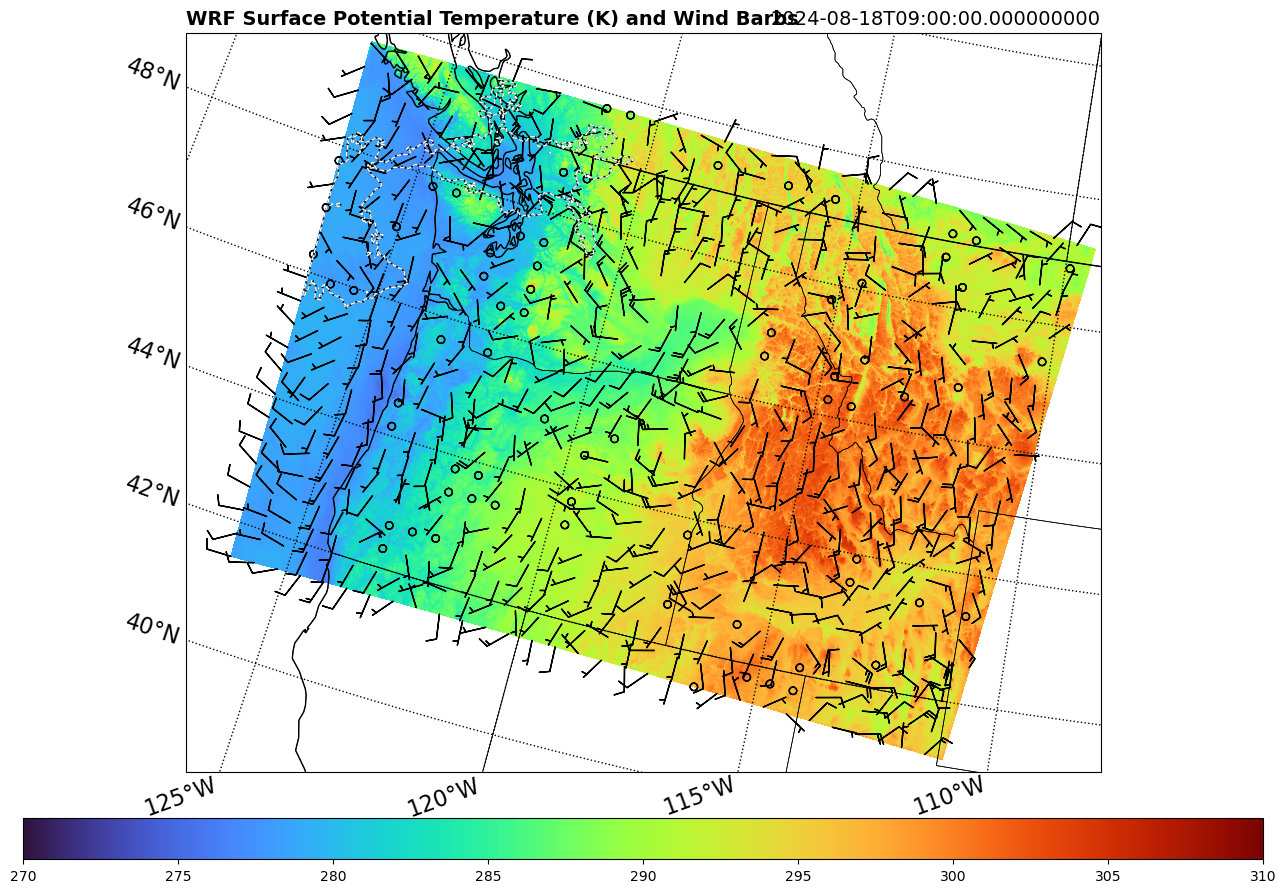 WRF Surface Potential Temperature (K) and Wind Barbs 2024-08-18T09:00:00.000000000
48°N
46°N
44°N
42°N
40°N
125°W 120°W 115°W 110°W
270 275 280 285 290 295 300 305 310